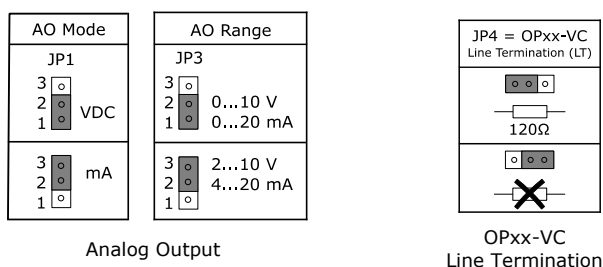 AO Mode
JP1
3
2
1
VDC
3
2
1
mA
AO Range
JP3
3
2
1
0...10 V
0...20 mA
3
2
1
2...10 V
4...20 mA
Analog Output
JP4 = OPxx-VC
Line Termination (LT)
120Ω
OPxx-VC
Line Termination